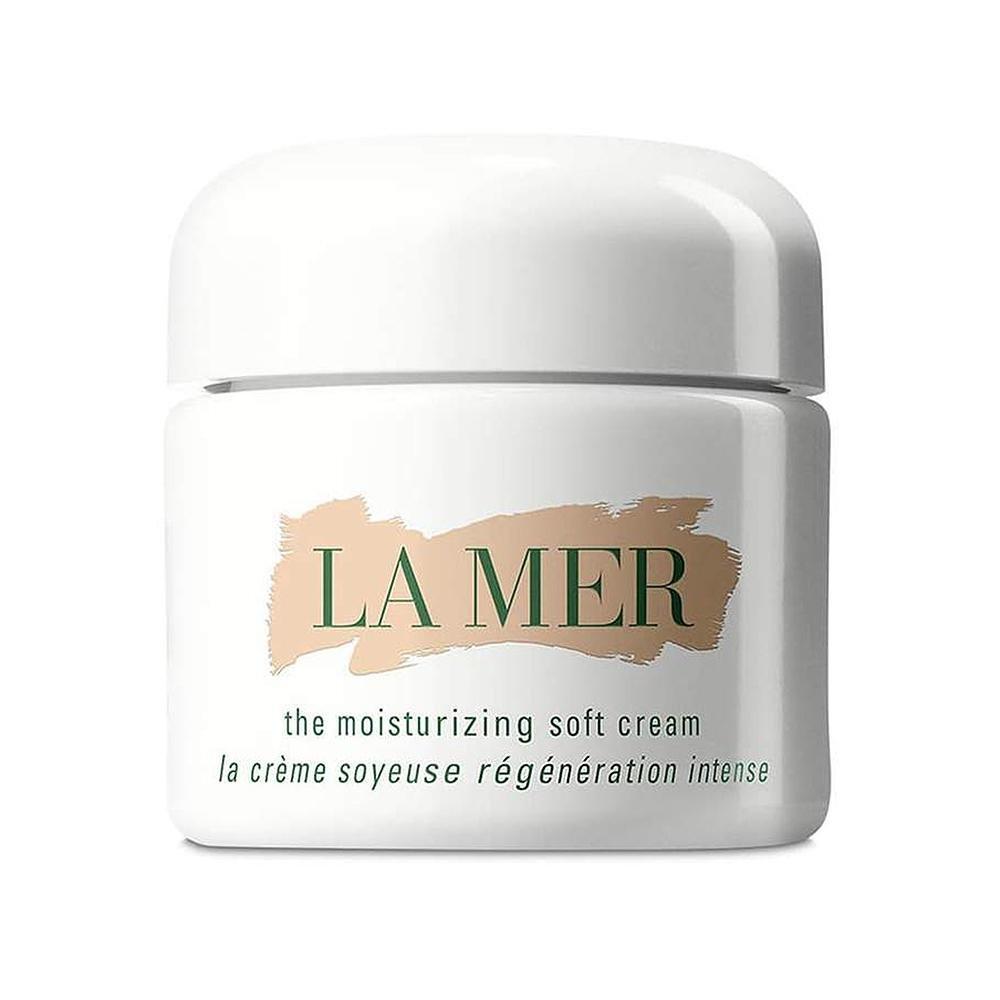 LA MER
the moisturizing soft cream
la crème soyeuse régénération intense